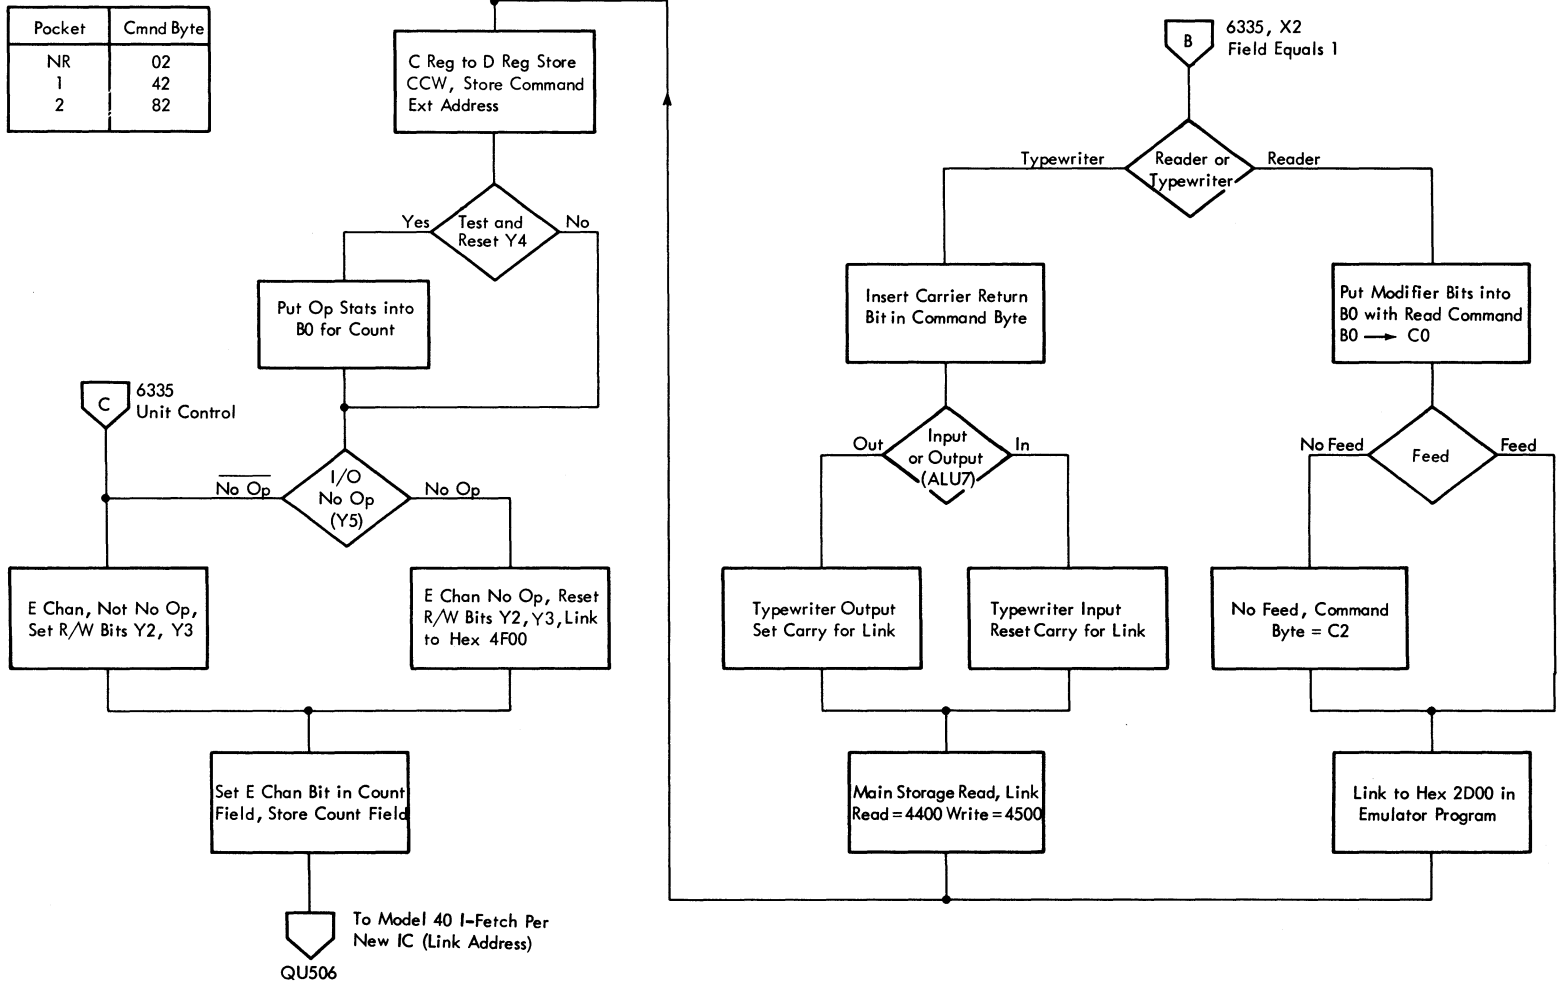 Pocket Cmnd Byte
NR 02
1 42
2 82
C Reg to D Reg Store
CCW, Store Command
Ext Address
Yes
Test and
Reset Y4
No
Put Op Stats into
B0 for Count
C
6335
Unit Control
No Op
I/O
No Op
(Y5)
No Op
E Chan, Not No Op,
Set R/W Bits Y2, Y3
E Chan No Op, Reset
R/W Bits Y2, Y3, Link
to Hex 4F00
Set E Chan Bit in Count
Field, Store Count Field
To Model 40 I-Fetch Per
New IC (Link Address)
QU506
B
6335, X2
Field Equals 1
Typewriter
Reader or
Typewriter
Reader
Insert Carrier Return
Bit in Command Byte
Out
Input
or Output
(ALU7)
In
Typewriter Output
Set Carry for Link
Typewriter Input
Reset Carry for Link
Main Storage Read, Link
Read = 4400 Write = 4500
Put Modifier Bits into
B0 with Read Command
B0 → C0
No Feed
Feed
Feed
No Feed, Command
Byte = C2
Link to Hex 2D00 in
Emulator Program